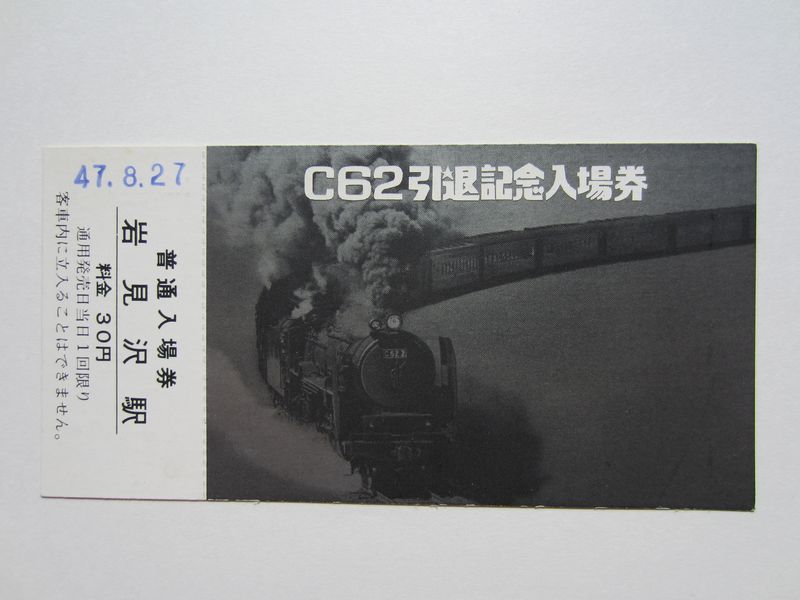 C62引退記念入場券
47.8.27
普通入場券
岩見沢駅
料金 30円
通用発売日当日1回限り
客車内に立入ることはできません。
C62 2